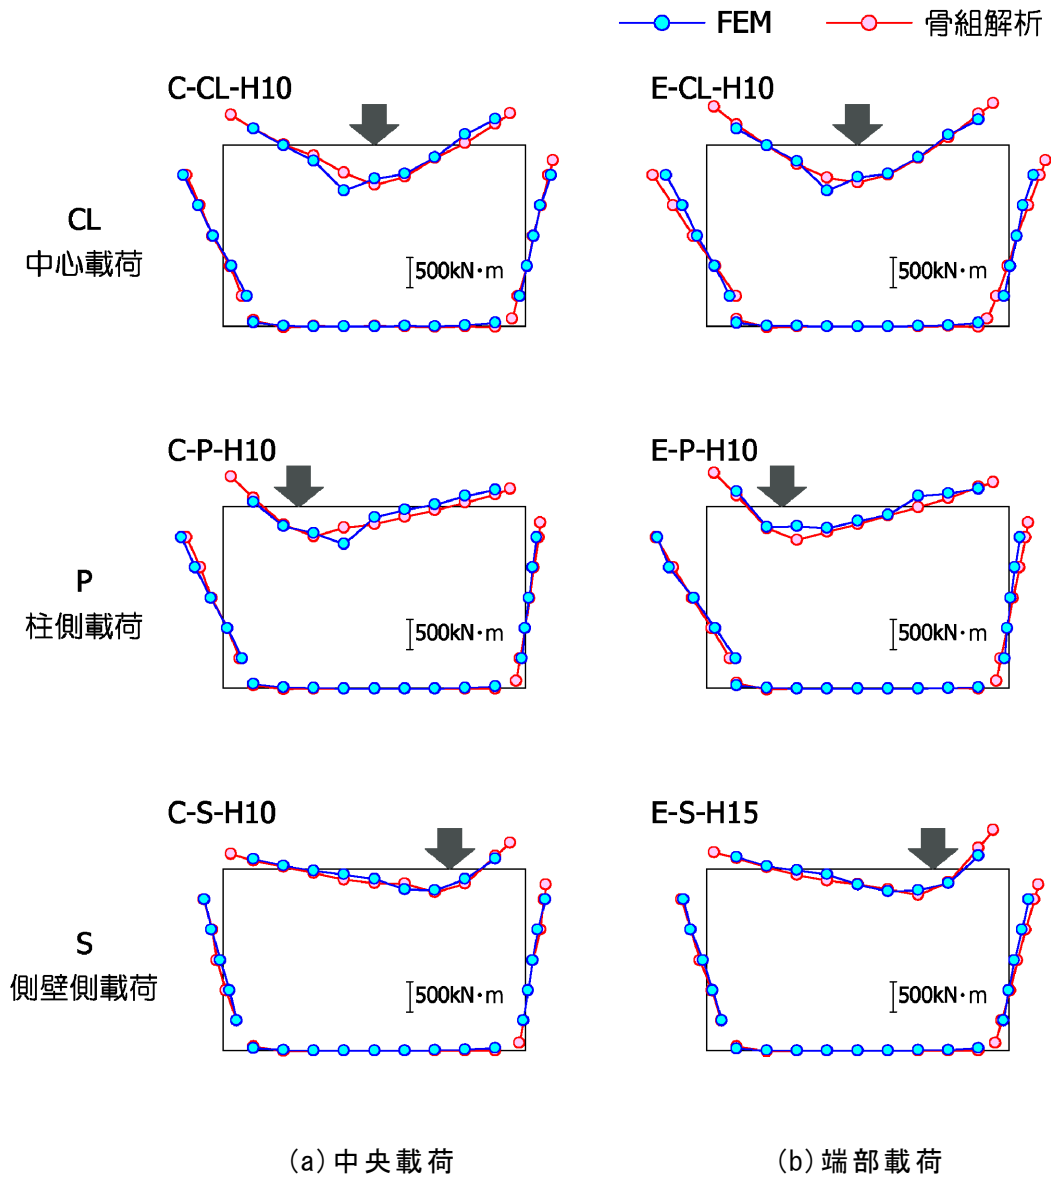 FEM 骨組解析
C-CL-H10 E-CL-H10
CL
中心載荷
500kN･m 500kN･m
C-P-H10 E-P-H10
P
柱側載荷
500kN･m 500kN･m
C-S-H10 E-S-H15
S
側壁側載荷
500kN･m 500kN･m
(a)中央載荷 (b)端部載荷